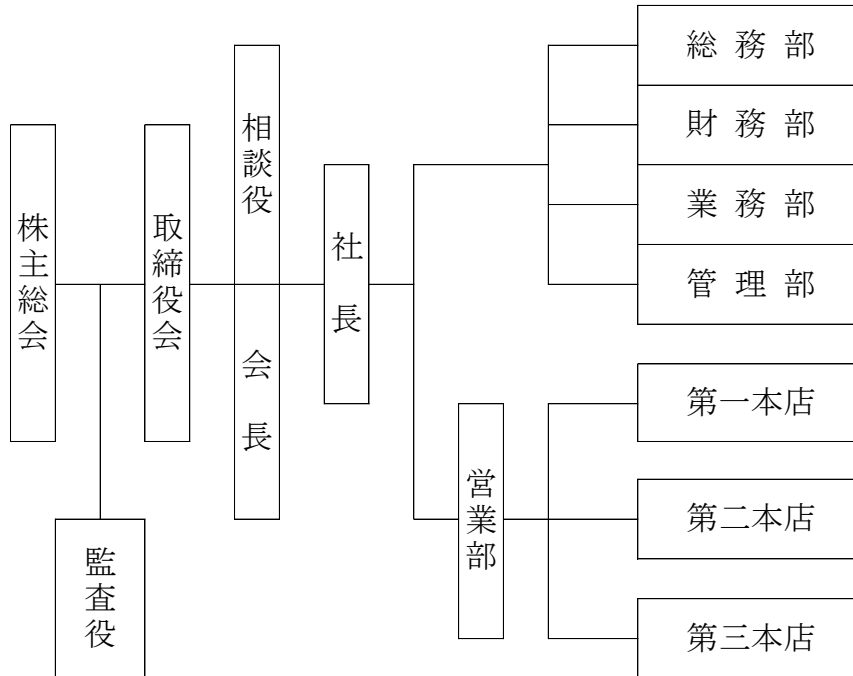 株主総会
監査役
取締役会
相談役
会長
社長
総務部
財務部
業務部
管理部
営業部
第一本店
第二本店
第三本店